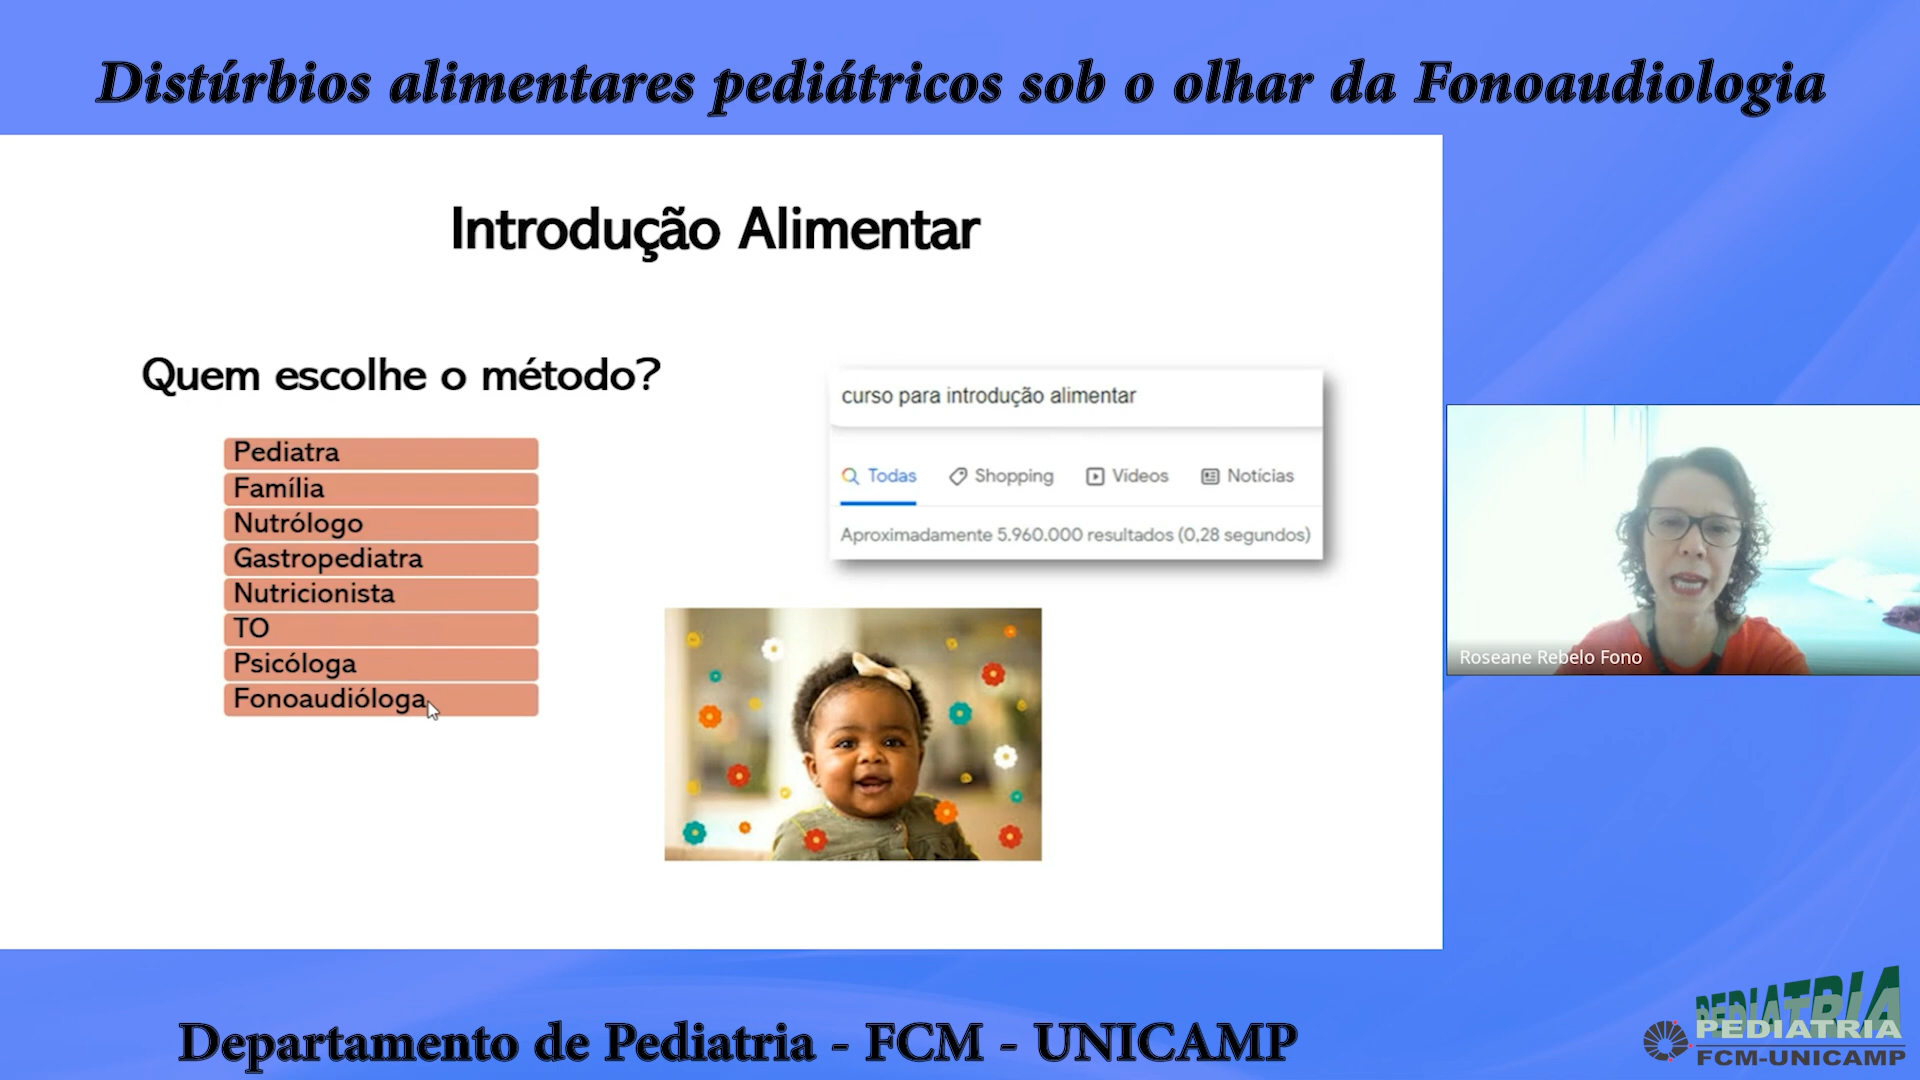 Distúrbios alimentares pediátricos sob o olhar da Fonoaudiologia
Introdução Alimentar
Quem escolhe o método?
Pediatra
Família
Nutrólogo
Gastropediatra
Nutricionista
TO
Psicóloga
Fonoaudióloga
curso para introdução alimentar
Todas Shopping Vídeos Notícias
Aproximadamente 5.960.000 resultados (0,28 segundos)
Roseane Rebelo Fono
Departamento de Pediatria - FCM - UNICAMP
PEDIATRIA
PEDIATRIA
FCM-UNICAMP